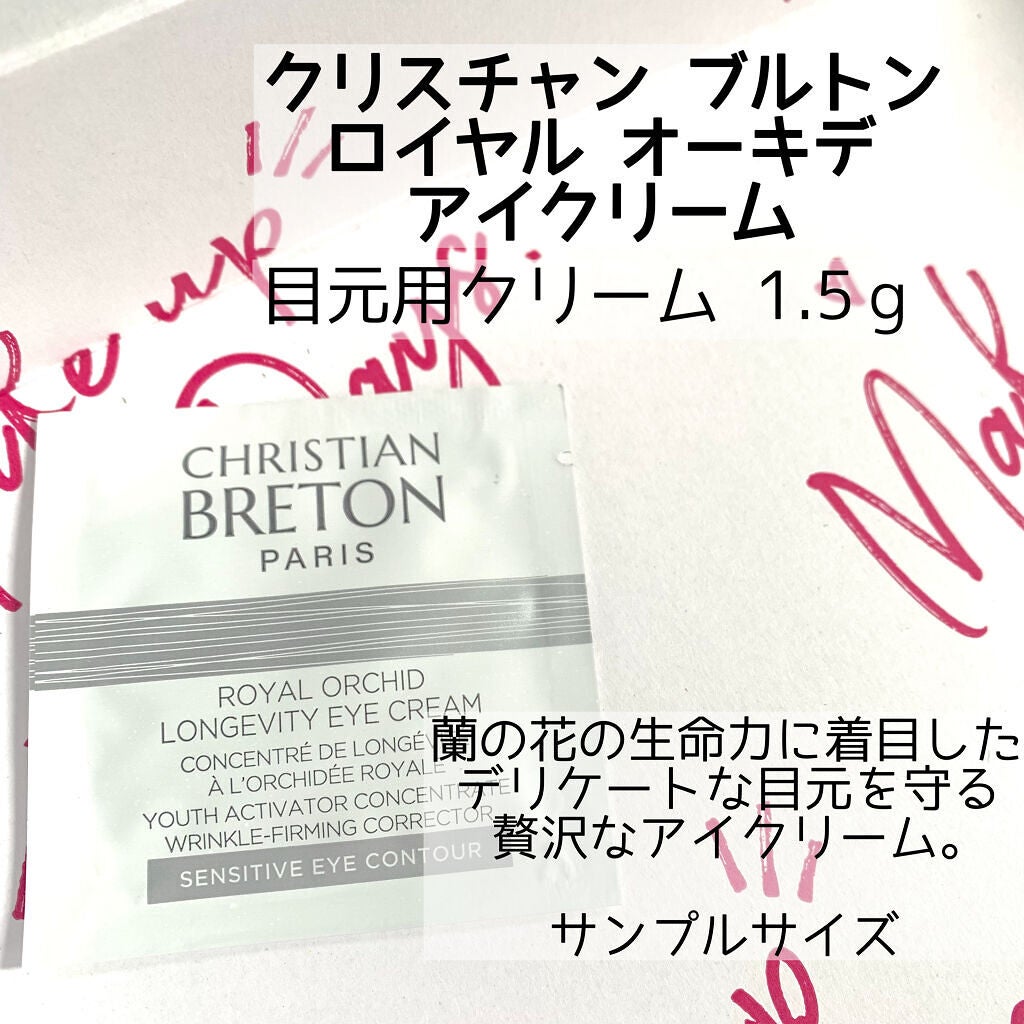 クリスチャン ブルトン
ロイヤル オーキデ
アイクリーム
目元用クリーム 1.5g
ke up
Days.
Mak
CHRISTIAN
BRETON
PARIS
ROYAL ORCHID
LONGEVITY EYE CREAM
CONCENTRÉ DE
À L'ORCHIDÉE ROYALE
YOUTH ACTIVATOR CONCENTRATE
WRINKLE-FIRMING CORRECTOR
SENSITIVE EYE CONTOUR
蘭の花の生命力に着目した
デリケートな目元を守る
贅沢なアイクリーム。
サンプルサイズ